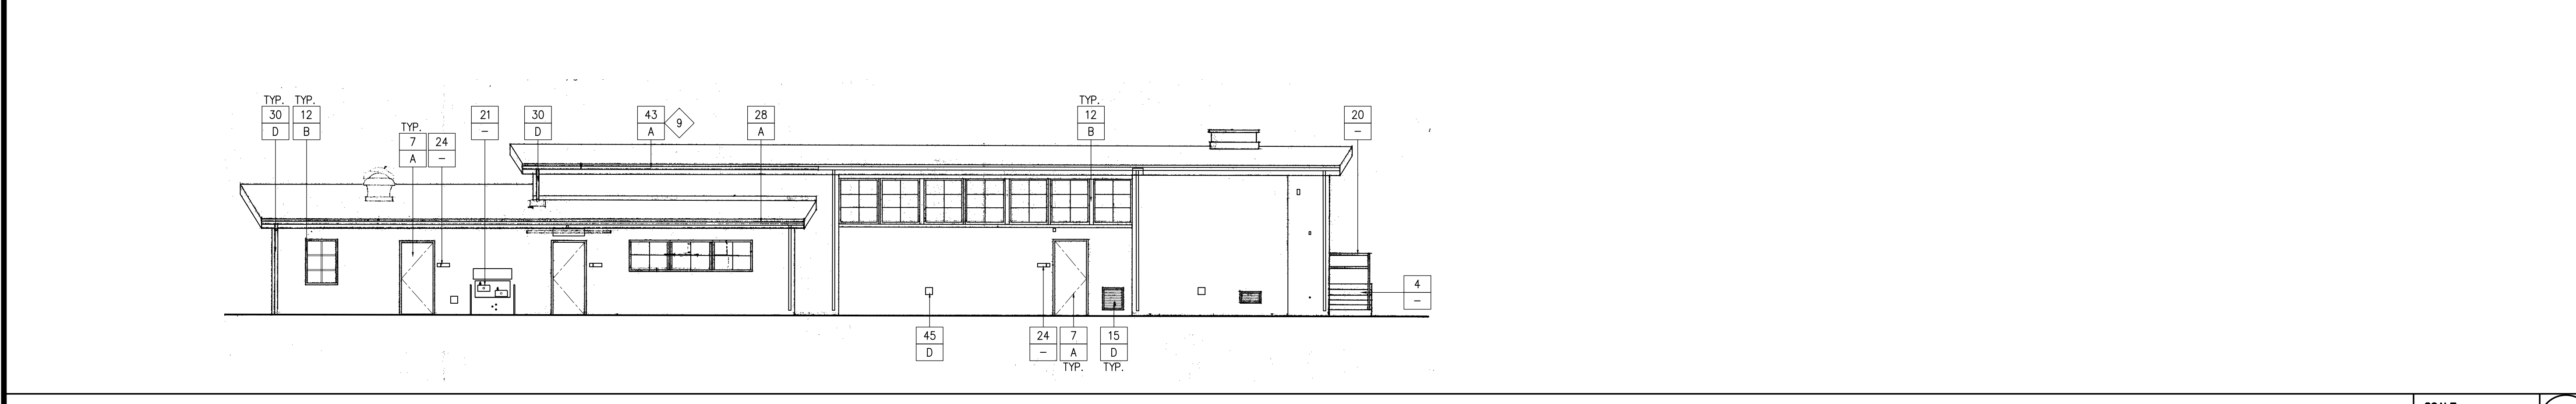 TYP. TYP.
30 12 21 30 43 9 28 TYP. 12 20
D B – D A A B –
TYP.
7 24
A –
4
–
45 24 7 15
D – A D
TYP. TYP.